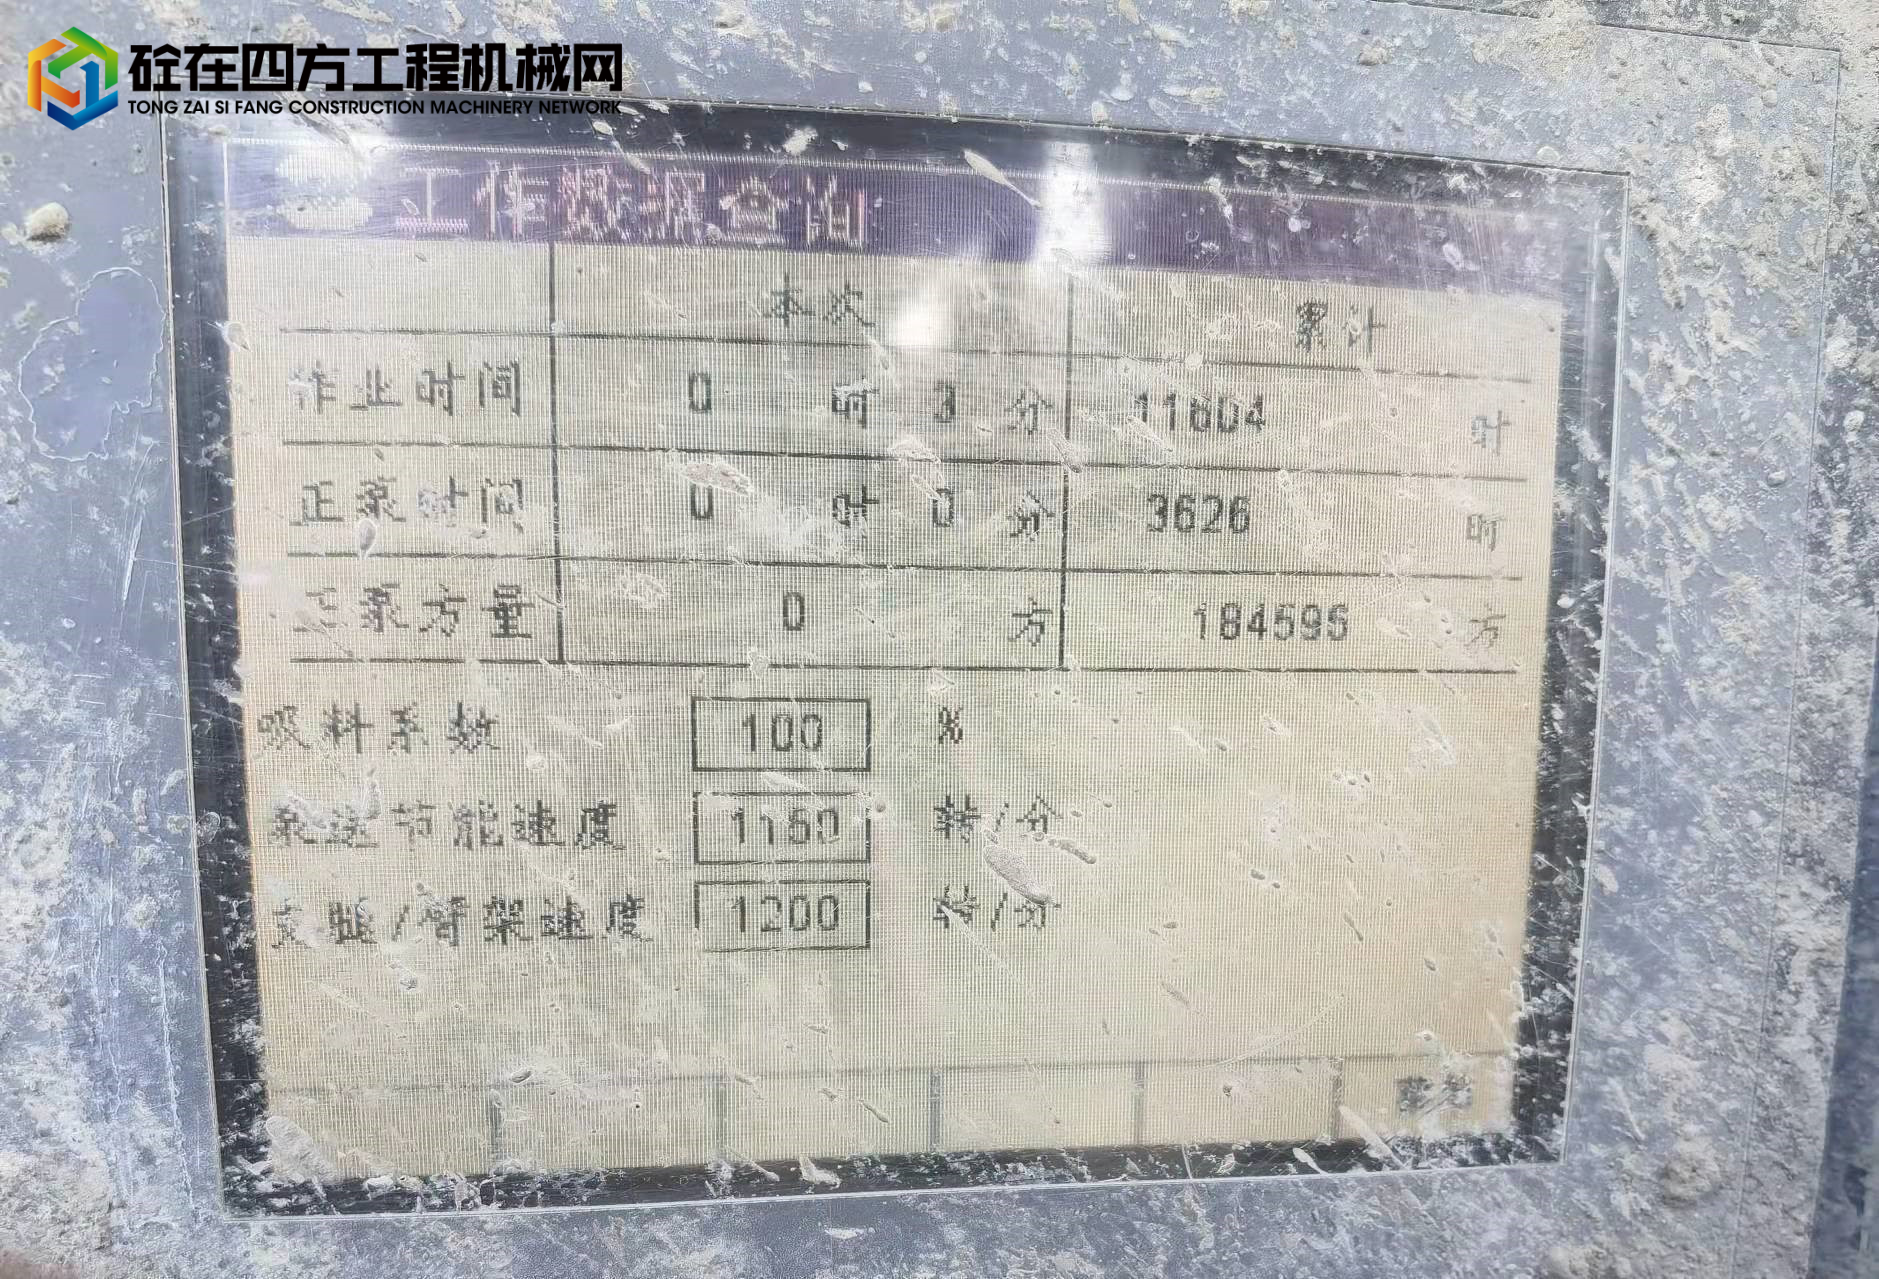 砼在四方工程机械网
TONG ZAI SI FANG CONSTRUCTION MACHINERY NETWORK
工作数据查询
本次 累计
作业时间 0 时 3 分 11604 时
正泵时间 0 时 0 分 3626 时
正泵方量 0 方 184595 方
吸料系数 100 %
泵送节能速度 1150 转/分
支腿/臂架速度 1200 转/分